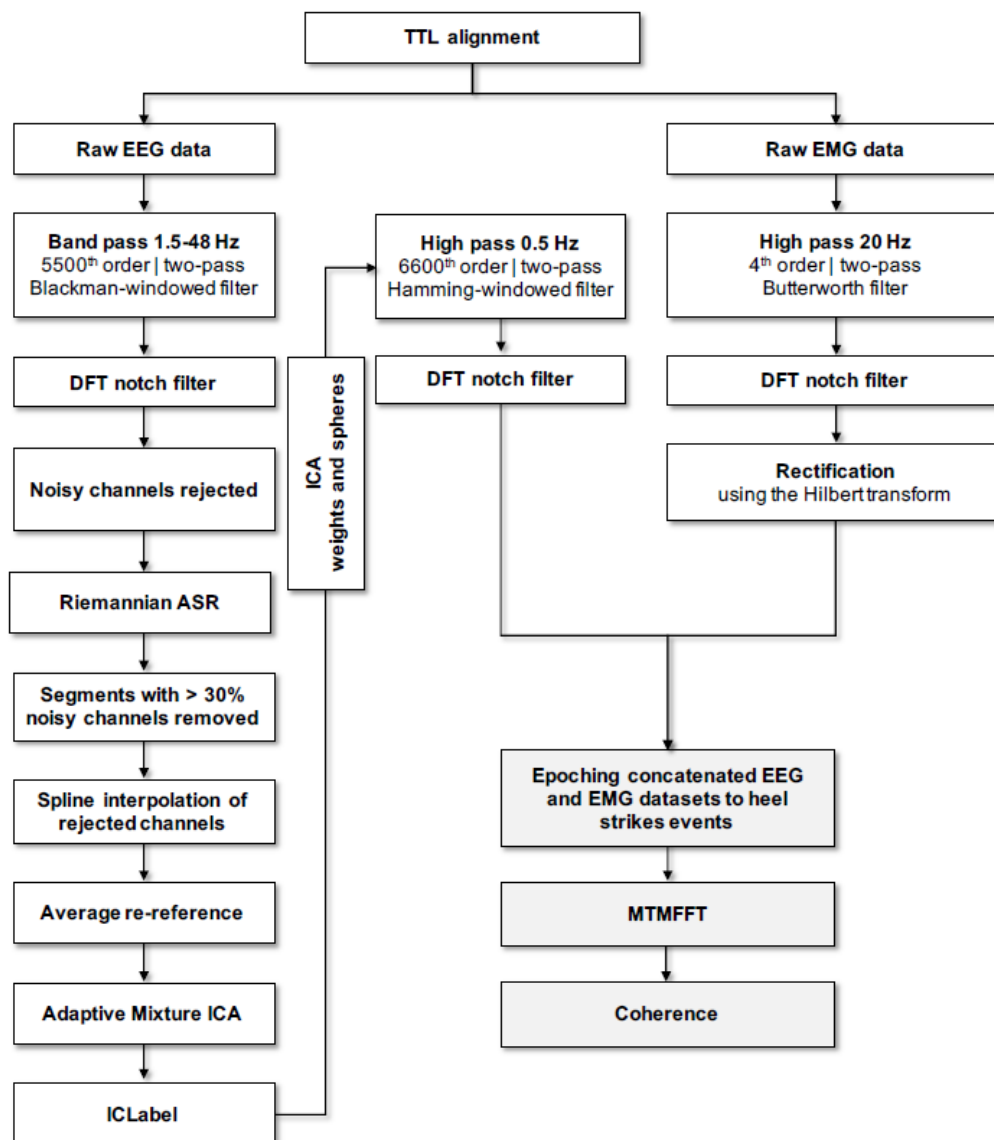 TTL alignment
Raw EEG data
Raw EMG data
Band pass 1.5-48 Hz
5500th order | two-pass
Blackman-windowed filter
High pass 0.5 Hz
6600th order | two-pass
Hamming-windowed filter
High pass 20 Hz
4th order | two-pass
Butterworth filter
DFT notch filter
DFT notch filter
DFT notch filter
Noisy channels rejected
ICA
weights and spheres
Rectification
using the Hilbert transform
Riemannian ASR
Segments with > 30%
noisy channels removed
Spline interpolation of
rejected channels
Average re-reference
Adaptive Mixture ICA
ICLabel
Epoching concatenated EEG
and EMG datasets to heel
strikes events
MTMFFT
Coherence